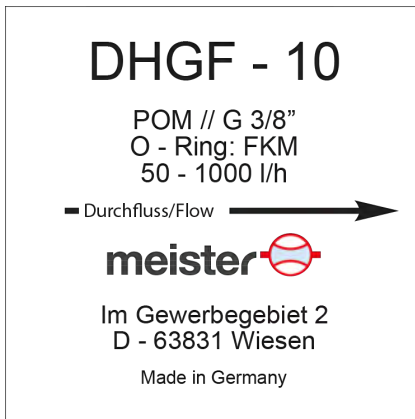 DHGF - 10
POM // G 3/8”
O - Ring: FKM
50 - 1000 l/h
Durchfluss/Flow
meister
Im Gewerbegebiet 2
D - 63831 Wiesen
Made in Germany